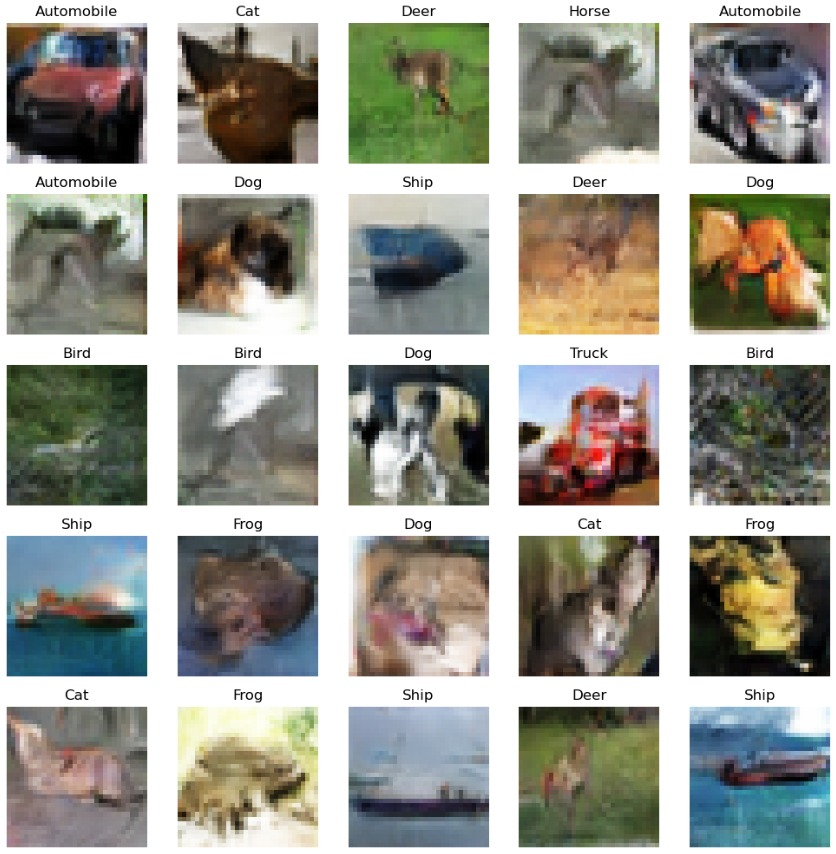 Automobile Cat Deer Horse Automobile
Automobile Dog Ship Deer Dog
Bird Bird Dog Truck Bird
Ship Frog Dog Cat Frog
Cat Frog Ship Deer Ship